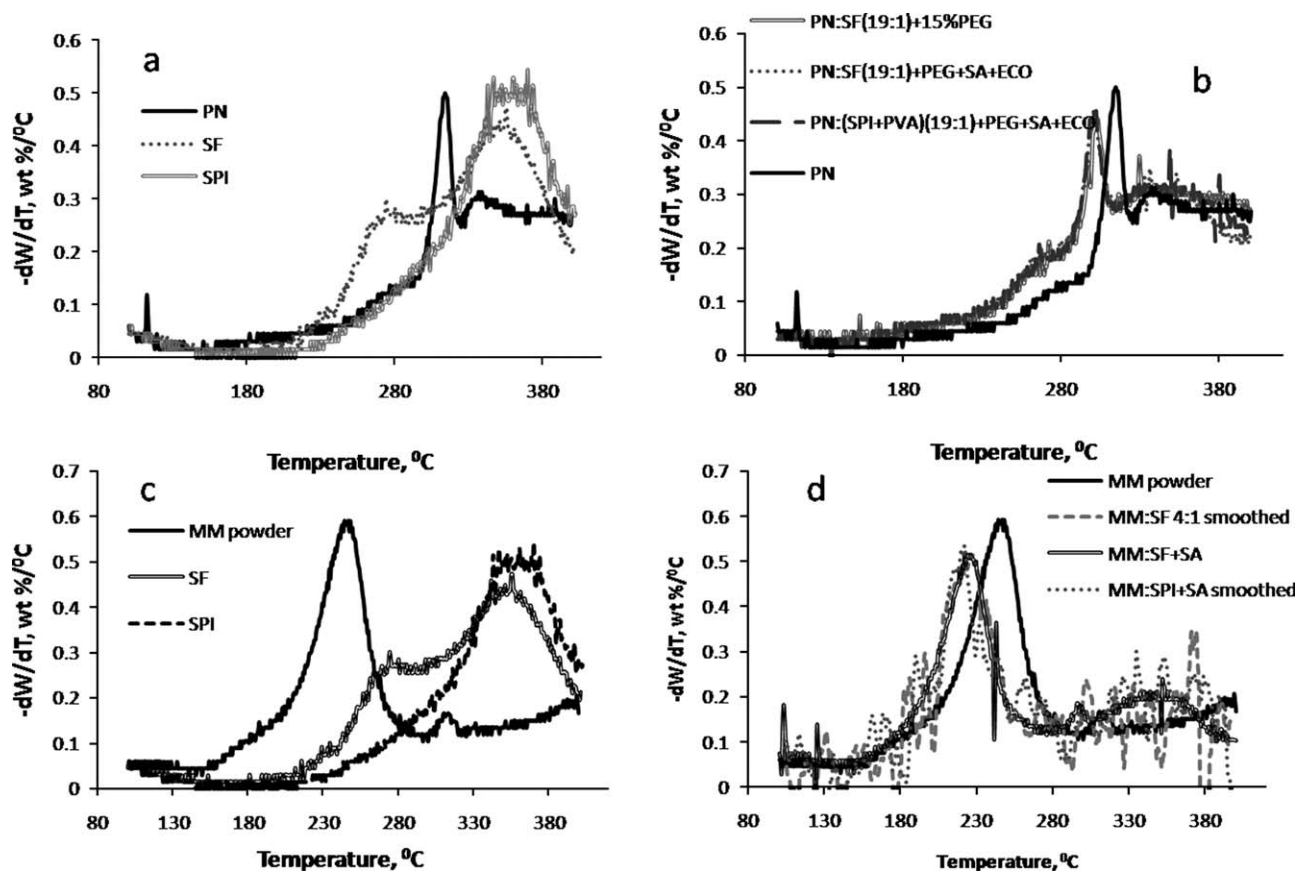 a
0.6
0.5
0.4
0.3
0.2
0.1
0
-dW/dT, wt %/⁰C
PN
SF
SPI
80
180
280
380
Temperature, ⁰C
b
0.6
0.5
0.4
0.3
0.2
0.1
0
-dW/dT, wt %/⁰C
PN:SF(19:1)+15%PEG
PN:SF(19:1)+PEG+SA+ECO
PN:(SPI+PVA)(19:1)+PEG+SA+ECO
PN
80
180
280
380
Temperature, ⁰C
c
0.7
0.6
0.5
0.4
0.3
0.2
0.1
0
-dW/dT, wt %/⁰C
MM powder
SF
SPI
80
130
180
230
280
330
380
Temperature, ⁰C
d
0.7
0.6
0.5
0.4
0.3
0.2
0.1
0
-dW/dT, wt %/⁰C
MM powder
MM:SF 4:1 smoothed
MM:SF+SA
MM:SPI+SA smoothed
80
130
180
230
280
330
380
Temperature, ⁰C